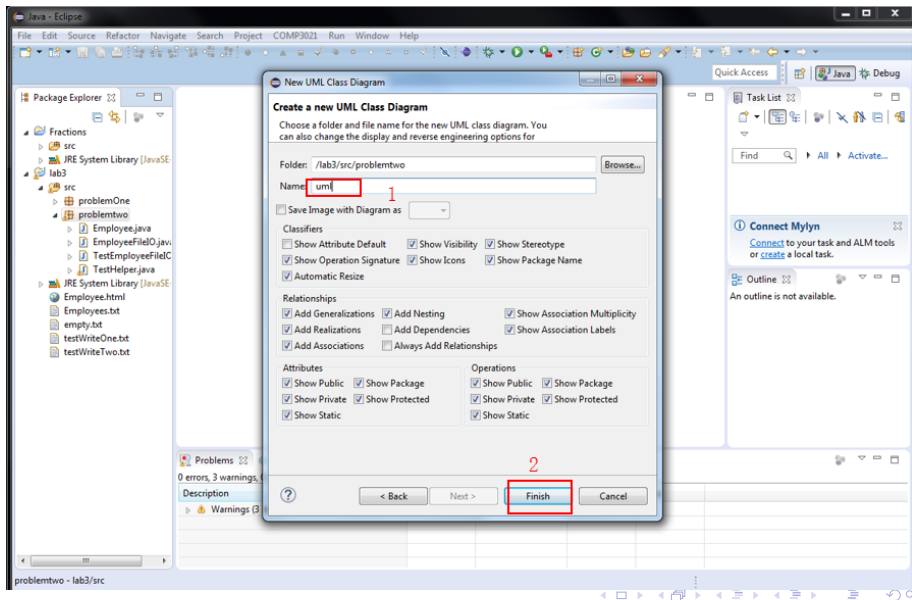 Java - Eclipse
File Edit Source Refactor Navigate Search Project COMP3021 Run Window Help
Quick Access Java Debug
Package Explorer
Fractions
src
JRE System Library [JavaSE-
lab3
src
problemOne
problemtwo
Employee.java
EmployeeFileIO.java
TestEmployeeFileIO
TestHelper.java
JRE System Library [JavaSE-
Employee.html
Employees.txt
empty.txt
testWriteOne.txt
testWriteTwo.txt
New UML Class Diagram
Create a new UML Class Diagram
Choose a folder and file name for the new UML class diagram. You
can also change the display and reverse engineering options for
Folder: /lab3/src/problemtwo Browse...
Name: uml
1
Save Image with Diagram as
Classifiers
Show Attribute Default Show Visibility Show Stereotype
Show Operation Signature Show Icons Show Package Name
Automatic Resize
Relationships
Add Generalizations Add Nesting Show Association Multiplicity
Add Realizations Add Dependencies Show Association Labels
Add Associations Always Add Relationships
Attributes Operations
Show Public Show Package Show Public Show Package
Show Private Show Protected Show Private Show Protected
Show Static Show Static
2
< Back Next > Finish Cancel
Task List
Find All Activate...
Connect Mylyn
Connect to your task and ALM tools
or create a local task.
Outline
An outline is not available.
Problems
0 errors, 3 warnings,
Description
Warnings (3
problemtwo - lab3/src